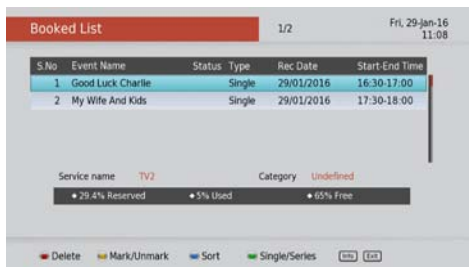 Booked List 1/2 Fri, 29-Jan-16
11:08
S.No Event Name Status Type Rec Date Start-End Time
1 Good Luck Charlie Single 29/01/2016 16:30-17:00
2 My Wife And Kids Single 29/01/2016 17:30-18:00
Service name TV2 Category Undefined
◆ 29.4% Reserved ◆ 5% Used ◆ 65% Free
Delete Mark/Unmark Sort Single/Series Info Exit